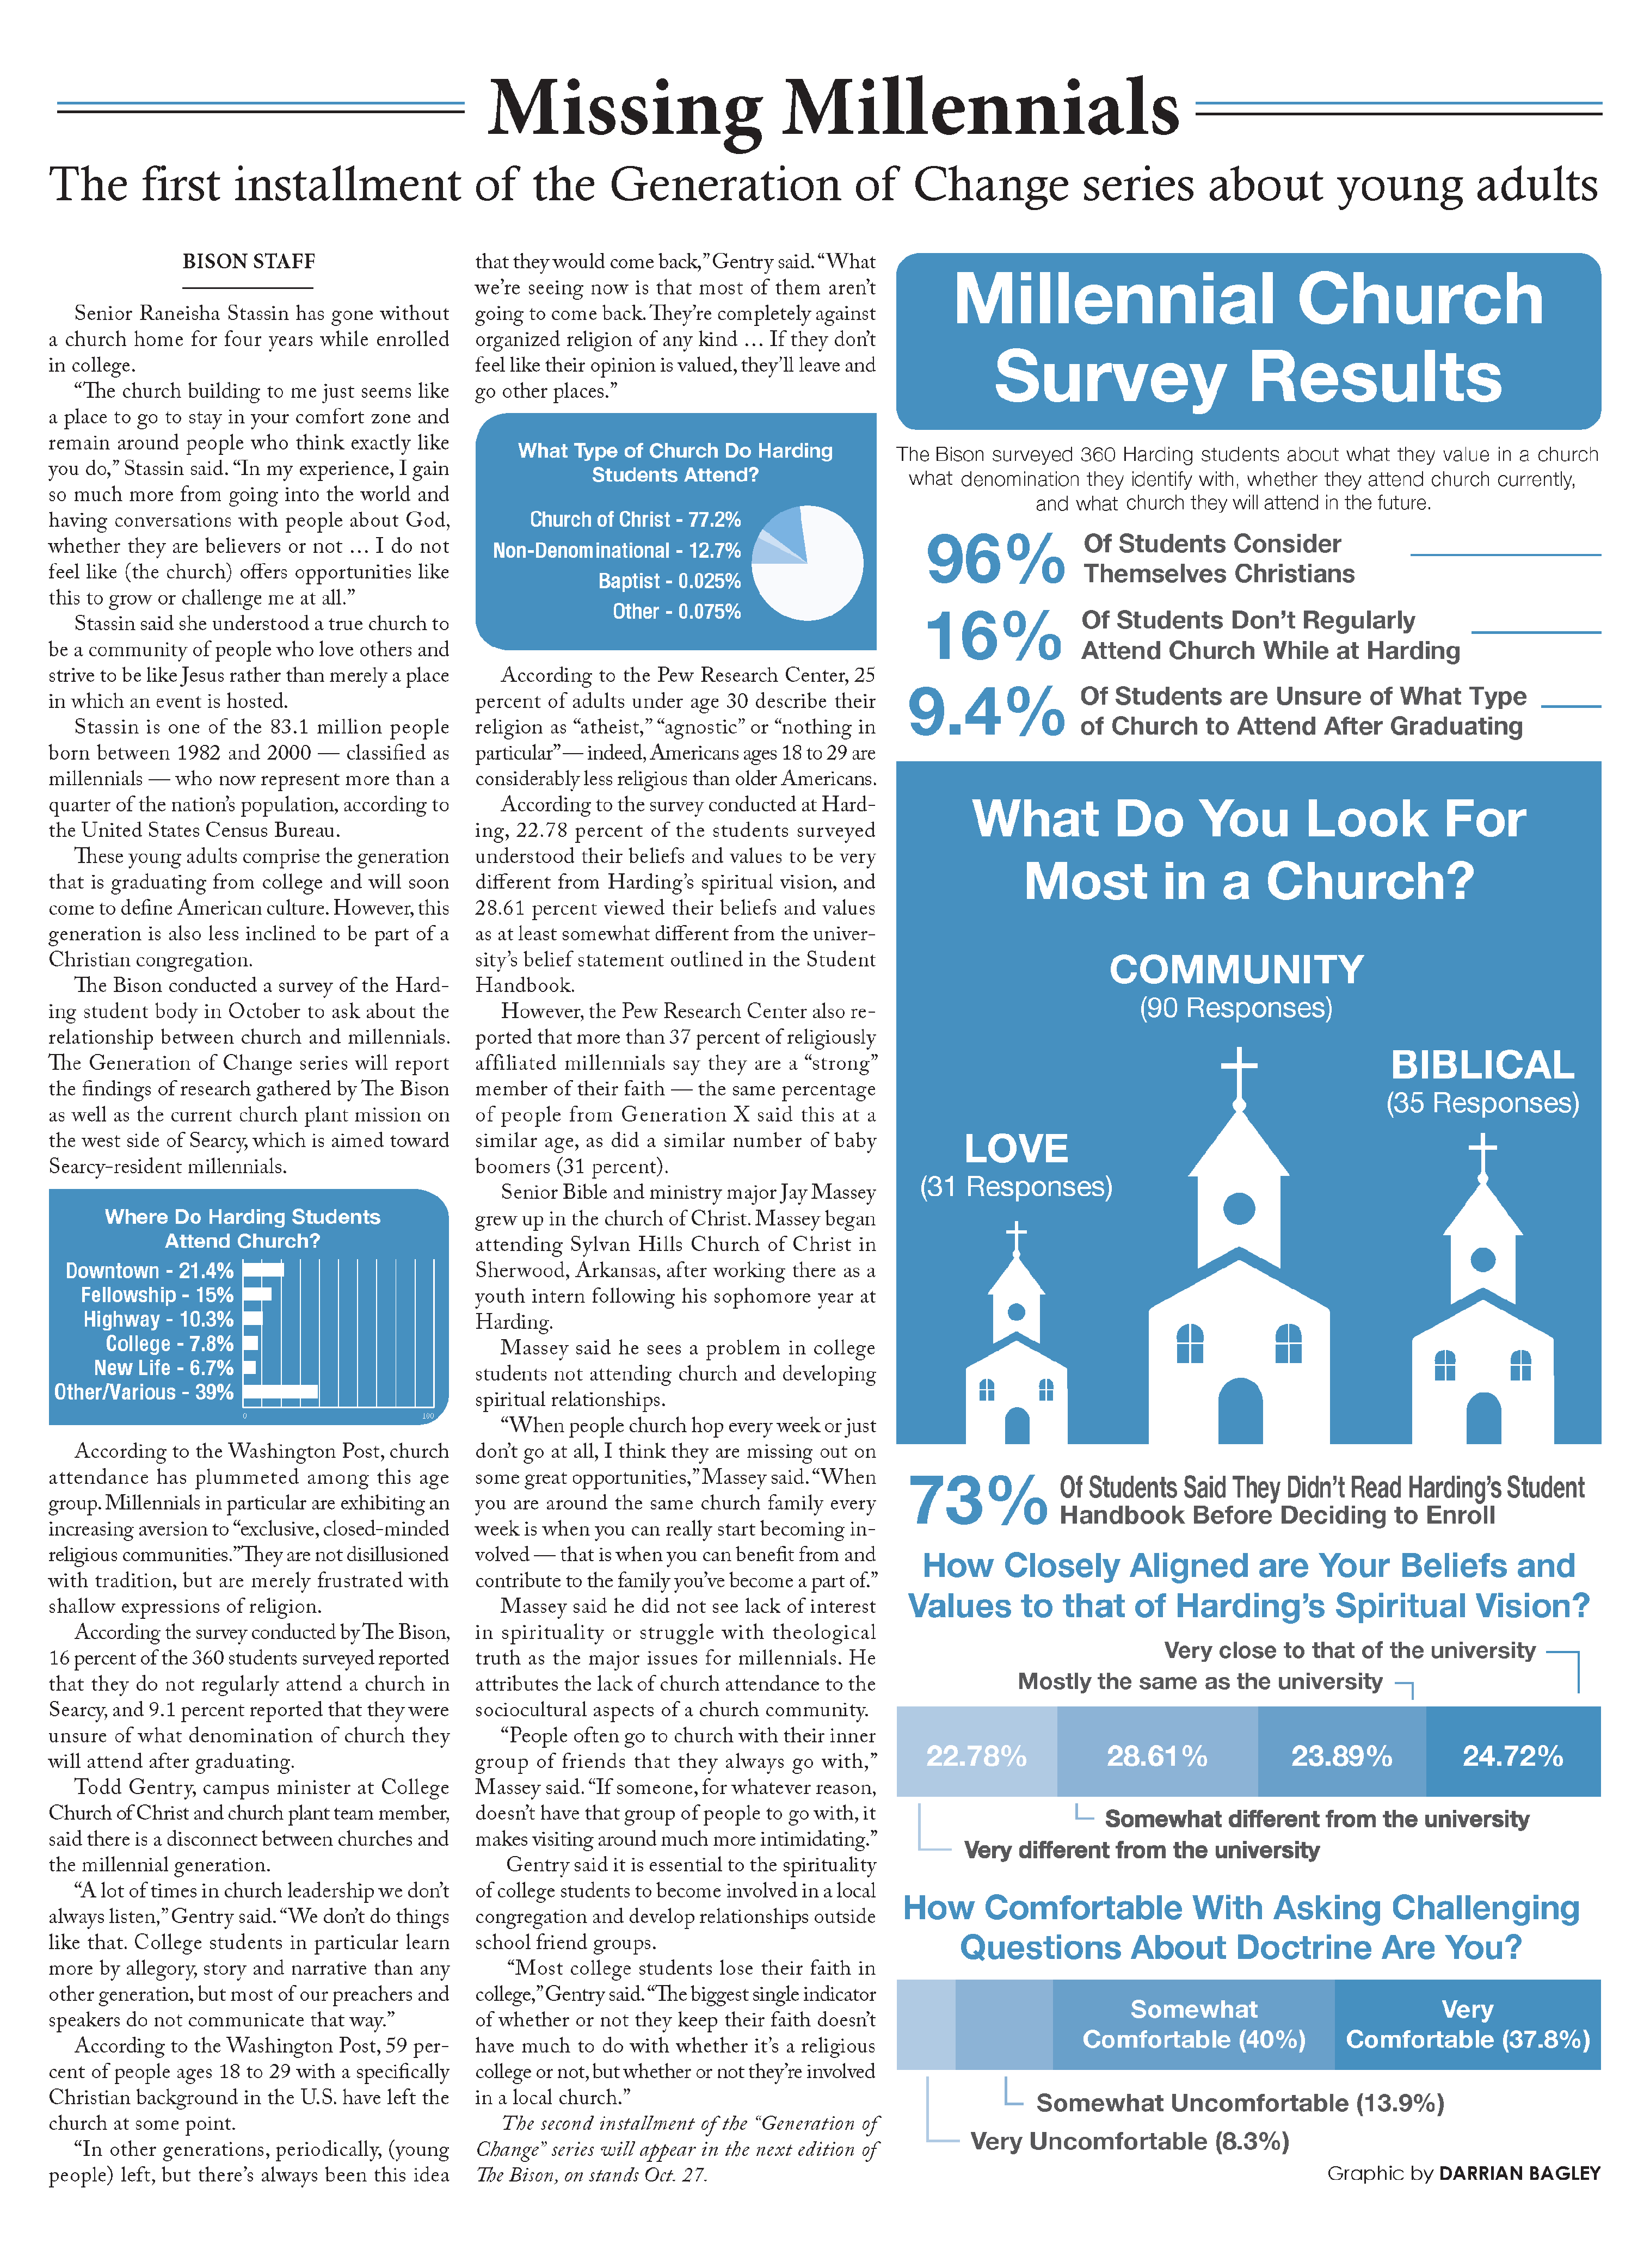 Missing Millennials
The first installment of the Generation of Change series about young adults
BISON STAFF
Senior Raneisha Stassin has gone without
a church home for four years while enrolled
in college.
“The church building to me just seems like
a place to go to stay in your comfort zone and
remain around people who think exactly like
you do,” Stassin said. “In my experience, I gain
so much more from going into the world and
having conversations with people about God,
whether they are believers or not … I do not
feel like (the church) offers opportunities like
this to grow or challenge me at all.”
Stassin said she understood a true church to
be a community of people who love others and
strive to be like Jesus rather than merely a place
in which an event is hosted.
Stassin is one of the 83.1 million people
born between 1982 and 2000 — classified as
millennials — who now represent more than a
quarter of the nation’s population, according to
the United States Census Bureau.
These young adults comprise the generation
that is graduating from college and will soon
come to define American culture. However, this
generation is also less inclined to be part of a
Christian congregation.
The Bison conducted a survey of the Hard-
ing student body in October to ask about the
relationship between church and millennials.
The Generation of Change series will report
the findings of research gathered by The Bison
as well as the current church plant mission on
the west side of Searcy, which is aimed toward
Searcy-resident millennials.
Where Do Harding Students
Attend Church?
Downtown - 21.4%
Fellowship - 15%
Highway - 10.3%
College - 7.8%
New Life - 6.7%
Other/Various - 39%
0 100
According to the Washington Post, church
attendance has plummeted among this age
group. Millennials in particular are exhibiting an
increasing aversion to “exclusive, closed-minded
religious communities.” They are not disillusioned
with tradition, but are merely frustrated with
shallow expressions of religion.
According the survey conducted by The Bison,
16 percent of the 360 students surveyed reported
that they do not regularly attend a church in
Searcy, and 9.1 percent reported that they were
unsure of what denomination of church they
will attend after graduating.
Todd Gentry, campus minister at College
Church of Christ and church plant team member,
said there is a disconnect between churches and
the millennial generation.
“A lot of times in church leadership we don’t
always listen,” Gentry said. “We don’t do things
like that. College students in particular learn
more by allegory, story and narrative than any
other generation, but most of our preachers and
speakers do not communicate that way.”
According to the Washington Post, 59 per-
cent of people ages 18 to 29 with a specifically
Christian background in the U.S. have left the
church at some point.
“In other generations, periodically, (young
people) left, but there’s always been this idea
that they would come back,” Gentry said. “What
we’re seeing now is that most of them aren’t
going to come back. They’re completely against
organized religion of any kind … If they don’t
feel like their opinion is valued, they’ll leave and
go other places.”
What Type of Church Do Harding
Students Attend?
Church of Christ - 77.2%
Non-Denominational - 12.7%
Baptist - 0.025%
Other - 0.075%
According to the Pew Research Center, 25
percent of adults under age 30 describe their
religion as “atheist,” “agnostic” or “nothing in
particular” — indeed, Americans ages 18 to 29 are
considerably less religious than older Americans.
According to the survey conducted at Hard-
ing, 22.78 percent of the students surveyed
understood their beliefs and values to be very
different from Harding’s spiritual vision, and
28.61 percent viewed their beliefs and values
as at least somewhat different from the univer-
sity’s belief statement outlined in the Student
Handbook.
However, the Pew Research Center also re-
ported that more than 37 percent of religiously
affiliated millennials say they are a “strong”
member of their faith — the same percentage
of people from Generation X said this at a
similar age, as did a similar number of baby
boomers (31 percent).
Senior Bible and ministry major Jay Massey
grew up in the church of Christ. Massey began
attending Sylvan Hills Church of Christ in
Sherwood, Arkansas, after working there as a
youth intern following his sophomore year at
Harding.
Massey said he sees a problem in college
students not attending church and developing
spiritual relationships.
“When people church hop every week or just
don’t go at all, I think they are missing out on
some great opportunities,” Massey said. “When
you are around the same church family every
week is when you can really start becoming in-
volved — that is when you can benefit from and
contribute to the family you’ve become a part of.”
Massey said he did not see lack of interest
in spirituality or struggle with theological
truth as the major issues for millennials. He
attributes the lack of church attendance to the
sociocultural aspects of a church community.
“People often go to church with their inner
group of friends that they always go with,”
Massey said. “If someone, for whatever reason,
doesn’t have that group of people to go with, it
makes visiting around much more intimidating.”
Gentry said it is essential to the spirituality
of college students to become involved in a local
congregation and develop relationships outside
school friend groups.
“Most college students lose their faith in
college,” Gentry said. “The biggest single indicator
of whether or not they keep their faith doesn’t
have much to do with whether it’s a religious
college or not, but whether or not they’re involved
in a local church.”
The second installment of the “Generation of
Change” series will appear in the next edition of
The Bison, on stands Oct. 27.
Millennial Church
Survey Results
The Bison surveyed 360 Harding students about what they value in a church
what denomination they identify with, whether they attend church currently,
and what church they will attend in the future.
96% Of Students Consider
Themselves Christians
16% Of Students Don’t Regularly
Attend Church While at Harding
9.4% Of Students are Unsure of What Type
of Church to Attend After Graduating
What Do You Look For
Most in a Church?
COMMUNITY
(90 Responses)
BIBLICAL
(35 Responses)
LOVE
(31 Responses)
73% Of Students Said They Didn’t Read Harding’s Student
Handbook Before Deciding to Enroll
How Closely Aligned are Your Beliefs and
Values to that of Harding’s Spiritual Vision?
Very close to that of the university
Mostly the same as the university
22.78% 28.61% 23.89% 24.72%
Somewhat different from the university
Very different from the university
How Comfortable With Asking Challenging
Questions About Doctrine Are You?
Somewhat
Comfortable (40%)
Very
Comfortable (37.8%)
Somewhat Uncomfortable (13.9%)
Very Uncomfortable (8.3%)
Graphic by DARRIAN BAGLEY